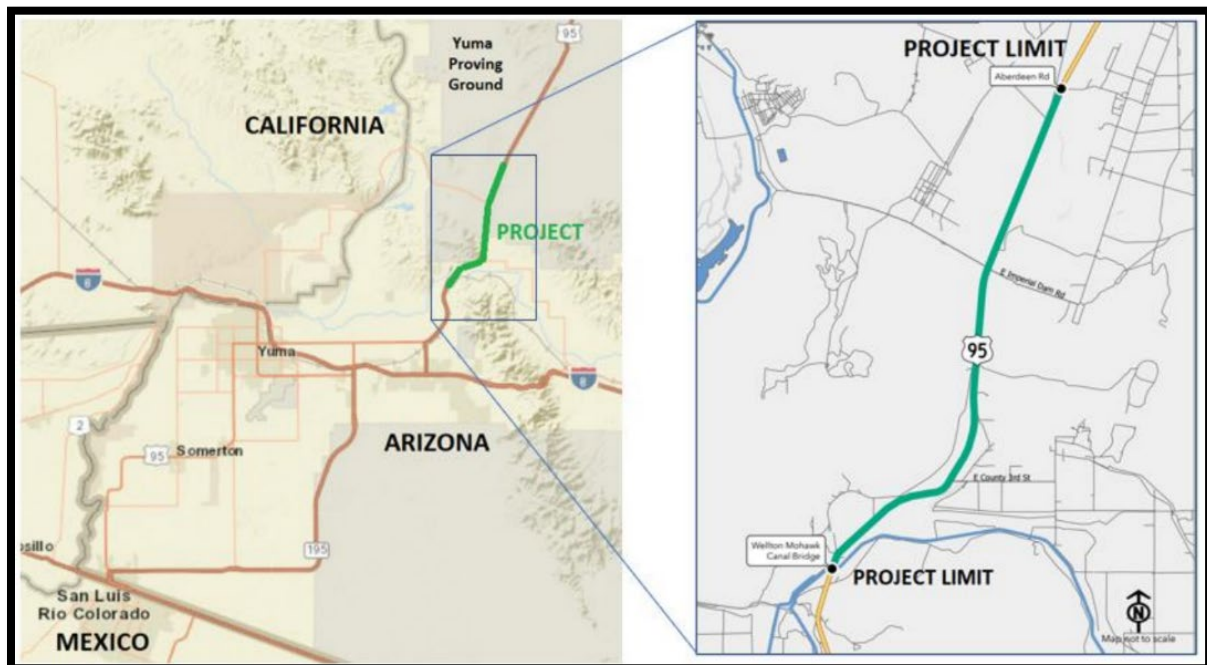 95
Yuma
Proving
Ground
CALIFORNIA
PROJECT
8
Yuma
8
2
ARIZONA
95
Somerton
195
osillo
San Luis
Rio Colorado
MEXICO
PROJECT LIMIT
Aberdeen Rd
E Imperial Dam Rd
95
E County 3rd St
Wellton Mohawk
Canal Bridge
PROJECT LIMIT
N
Map not to scale